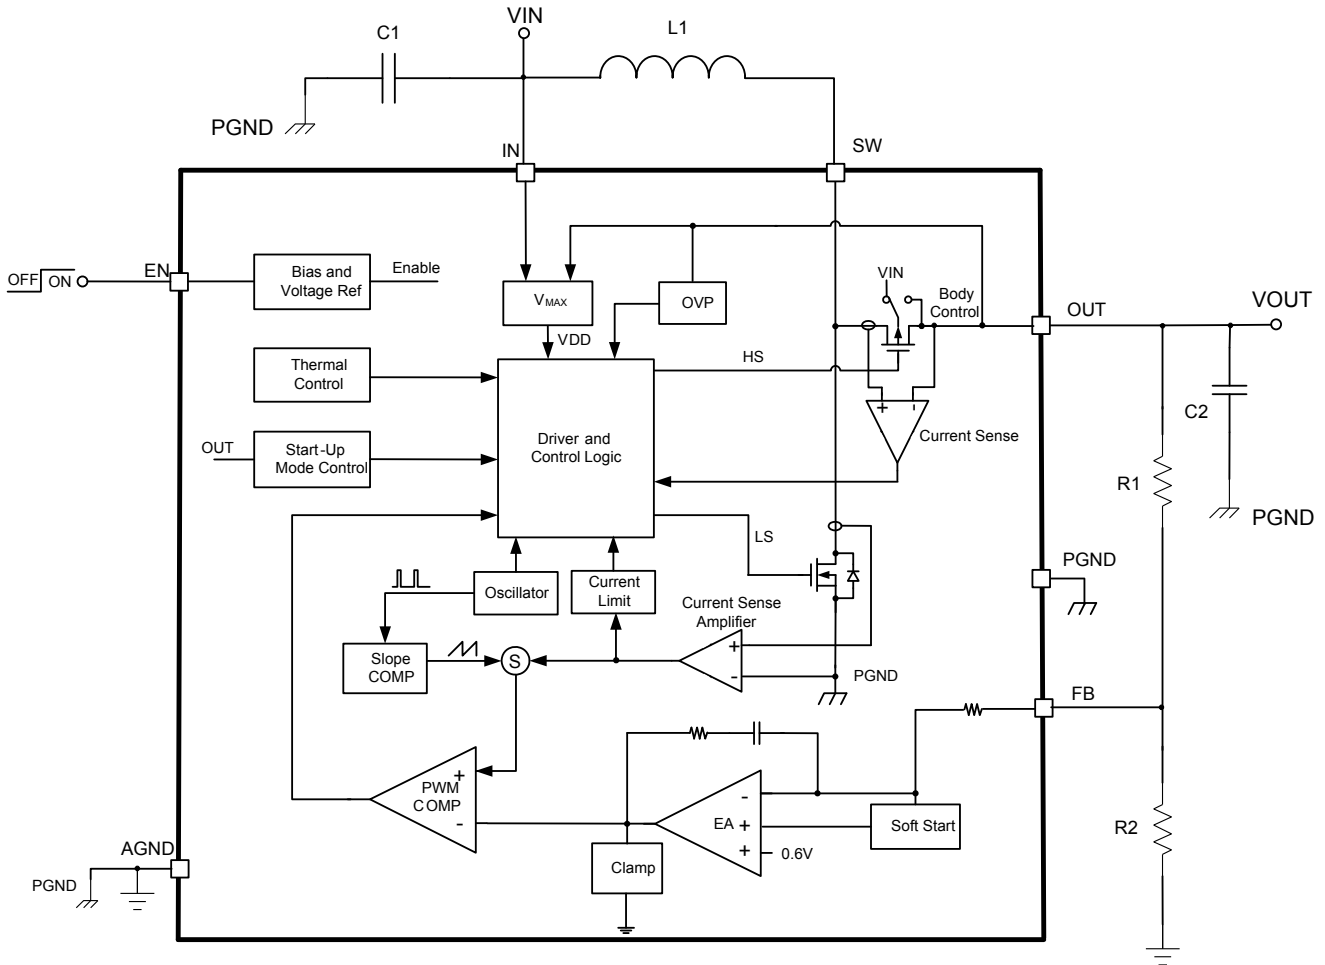 VIN
C1
L1
PGND
IN
SW
OFF ON
EN
Bias and
Voltage Ref
Enable
VMAX
OVP
VIN
Body
Control
OUT
VOUT
VDD
Thermal
Control
HS
+ -
C2
Current Sense
OUT
Start-Up
Mode Control
Driver and
Control Logic
R1
PGND
LS
PGND
Oscillator
Current
Limit
Current Sense
Amplifier
+
-
Slope
COMP
S
PGND
FB
PWM
COMP
+
-
EA
-
+
+
0.6V
Soft Start
R2
AGND
PGND
Clamp